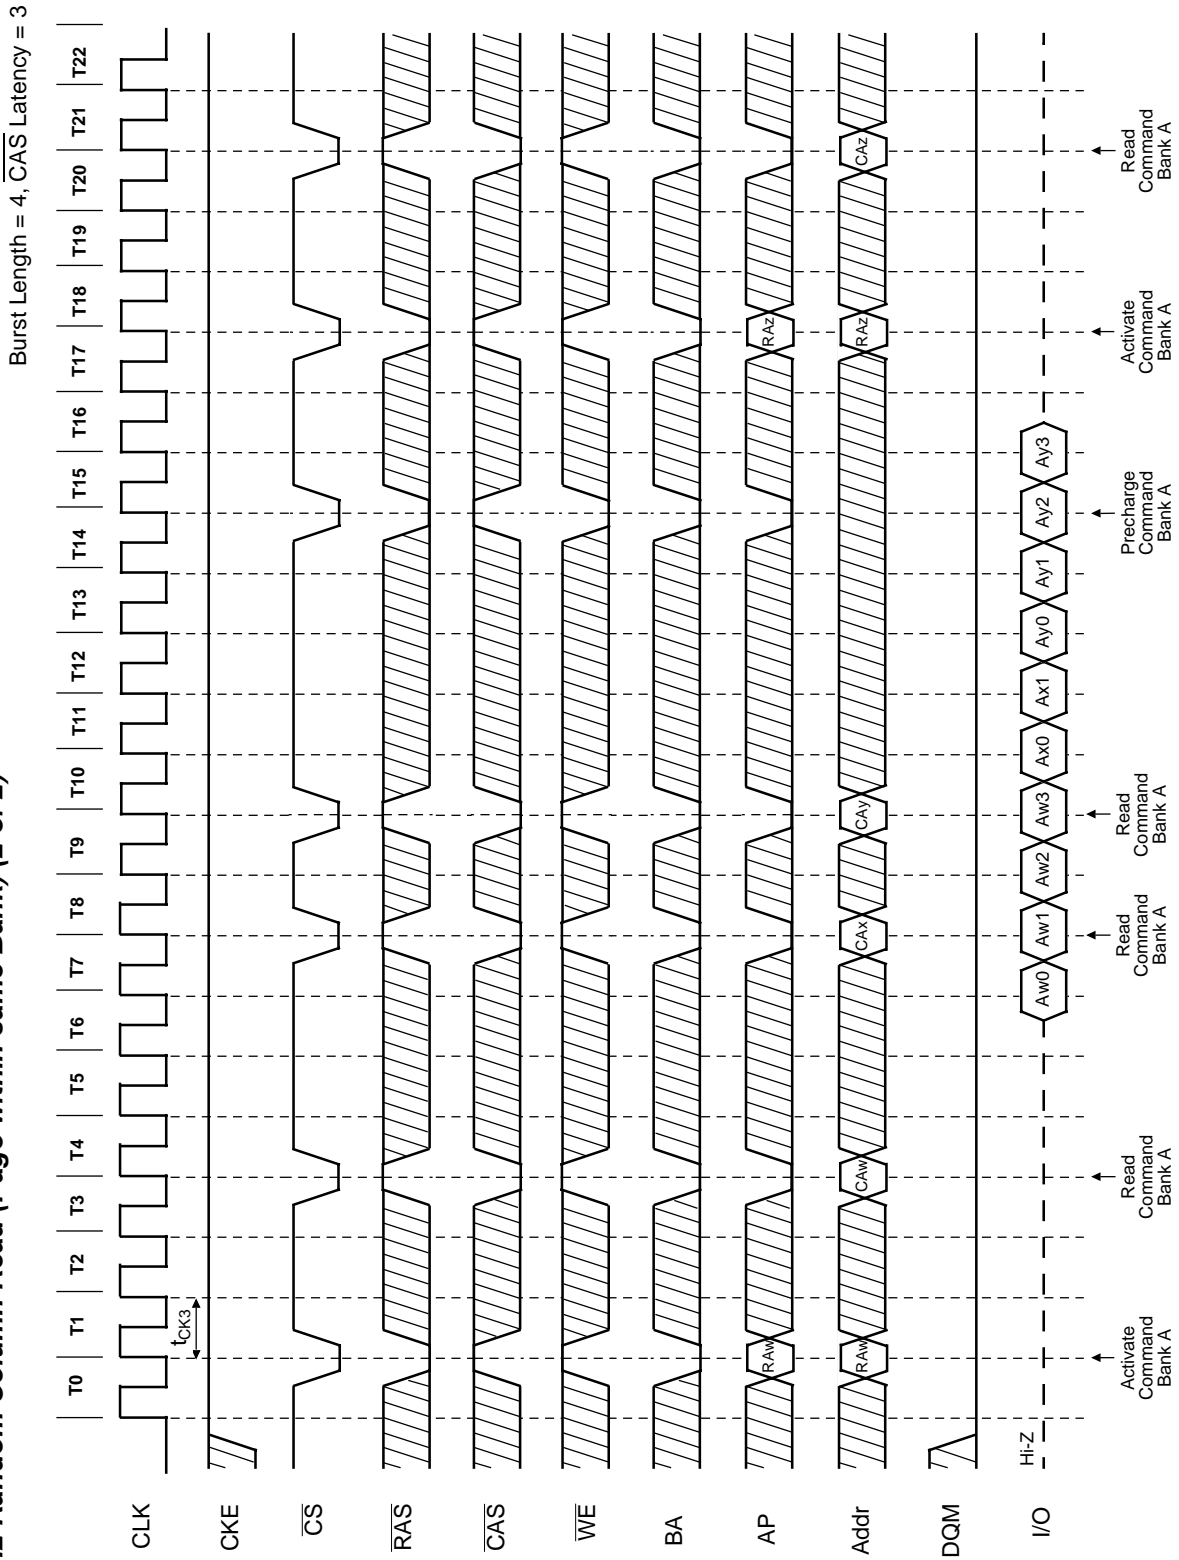 Random Column Read (Page within same Bank) (2 of 2)
Burst Length = 4, CAS Latency = 3
T0 T1 T2 T3 T4 T5 T6 T7 T8 T9 T10 T11 T12 T13 T14 T15 T16 T17 T18 T19 T20 T21 T22
CLK
tCK3
CKE
CS
RAS
CAS
WE
BA
AP
RAw RAz
Addr
RAw CAw CAx CAy RAz CAz
DQM
I/O
Hi-Z
Aw0 Aw1 Aw2 Aw3 Ax0 Ax1 Ay0 Ay1 Ay2 Ay3
Activate
Command
Bank A
Read
Command
Bank A
Read
Command
Bank A
Read
Command
Bank A
Precharge
Command
Bank A
Activate
Command
Bank A
Read
Command
Bank A